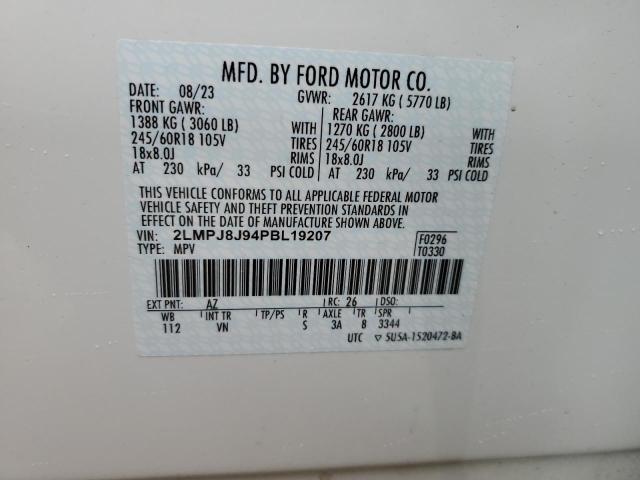 MFD. BY FORD MOTOR CO.
DATE: 08/23 GVWR: 2617 KG ( 5770 LB)
FRONT GAWR: REAR GAWR:
1388 KG ( 3060 LB) WITH 1270 KG ( 2800 LB) WITH
245/60R18 105V TIRES 245/60R18 105V TIRES
18x8.0J RIMS 18x8.0J RIMS
AT 230 kPa/ 33 PSI COLD AT 230 kPa/ 33 PSI COLD
THIS VEHICLE CONFORMS TO ALL APPLICABLE FEDERAL MOTOR
VEHICLE SAFETY AND THEFT PREVENTION STANDARDS IN
EFFECT ON THE DATE OF MANUFACTURE SHOWN ABOVE.
VIN: 2LMPJ8J94PBL19207 F0296
TYPE: MPV T0330
EXT PNT: AZ RC: 26 DSO:
WB INT TR TP/PS R AXLE TR SPR
112 VN S 3A 8 3344
UTC ▽ 5U5A-1520472-BA